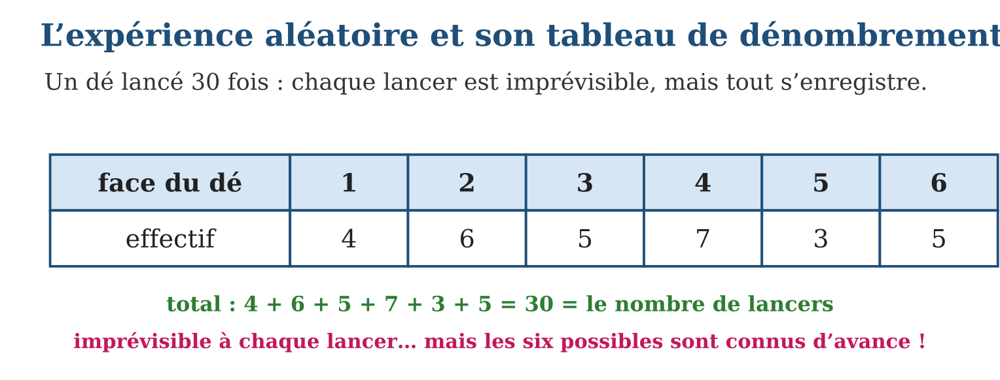 L’expérience aléatoire et son tableau de dénombrement
Un dé lancé 30 fois : chaque lancer est imprévisible, mais tout s’enregistre.
face du dé 1 2 3 4 5 6
effectif 4 6 5 7 3 5
total : 4 + 6 + 5 + 7 + 3 + 5 = 30 = le nombre de lancers
imprévisible à chaque lancer… mais les six possibles sont connus d’avance !